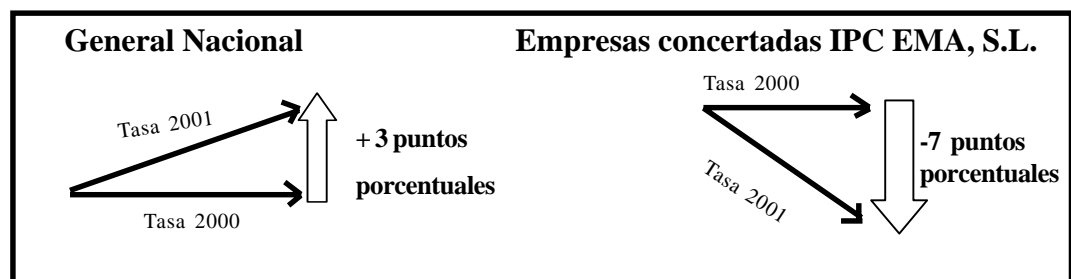 General Nacional
Tasa 2001
Tasa 2000
+ 3 puntos
porcentuales
Empresas concertadas IPC EMA, S.L.
Tasa 2000
Tasa 2001
-7 puntos
porcentuales